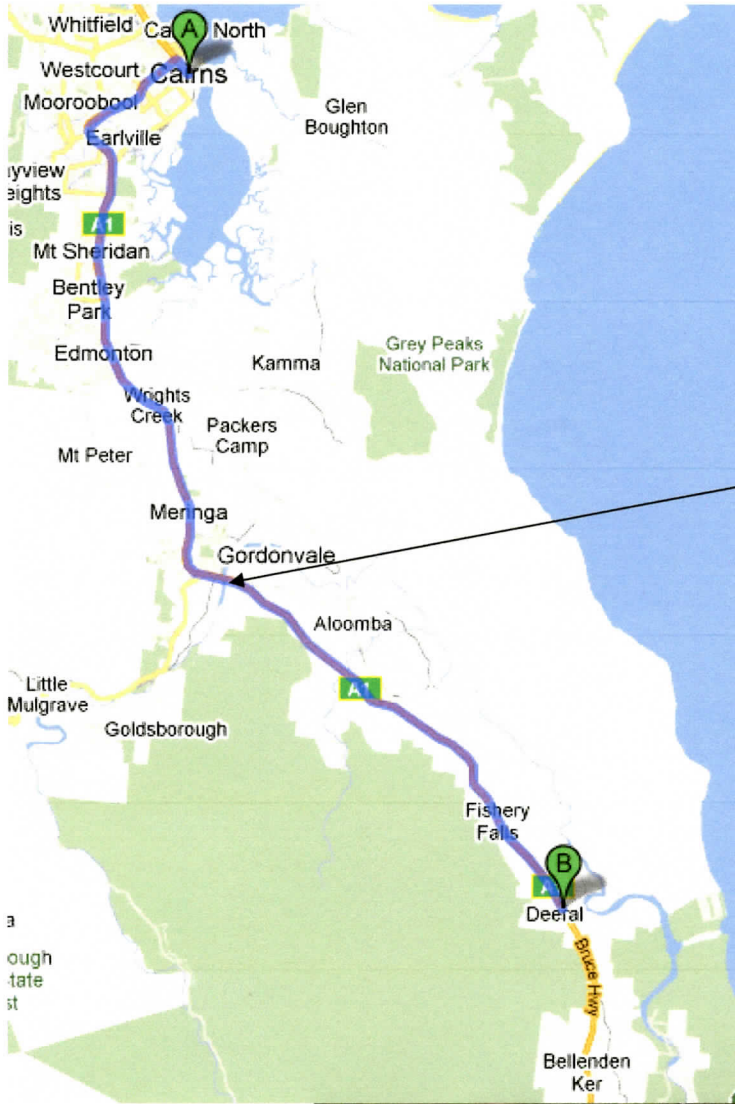 Whitfield
North
A
Westcourt
Cairns
Mooroobool
Glen
Boughton
Earlville
A1
Mt Sheridan
Bentley
Park
Grey Peaks
National Park
Edmonton
Kamma
Wrights
Creek
Packers
Camp
Mt Peter
Meringa
Gordonvale
Aloomba
Little
Mulgrave
A1
Goldsborough
Fishery
Falls
B
Deeral
Bruce Hwy
Bellenden
Ker